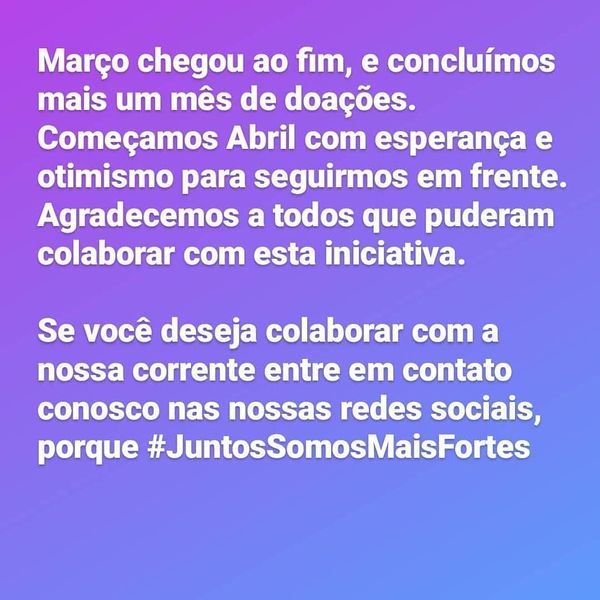 Março chegou ao fim, e concluímos
mais um mês de doações.
Começamos Abril com esperança e
otimismo para seguirmos em frente.
Agradecemos a todos que puderam
colaborar com esta iniciativa.
Se você deseja colaborar com a
nossa corrente entre em contato
conosco nas nossas redes sociais,
porque #JuntosSomosMaisFortes